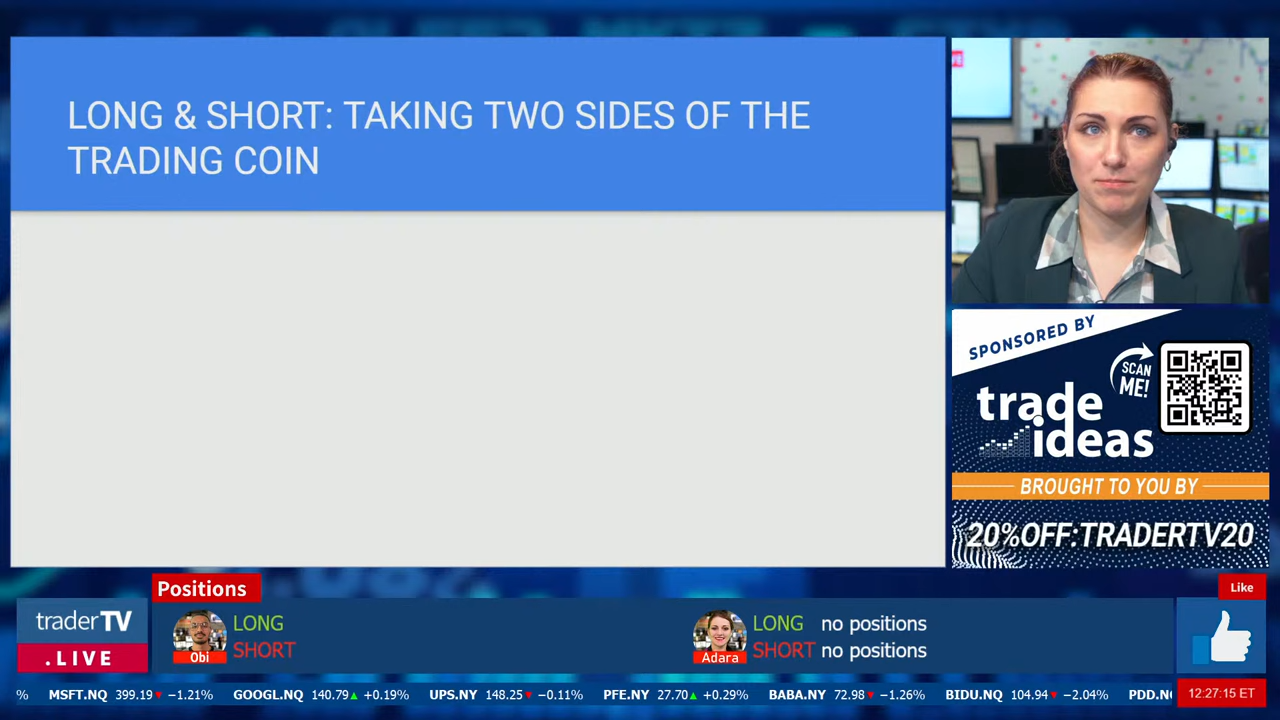 LONG & SHORT: TAKING TWO SIDES OF THE
TRADING COIN
SPONSORED BY
SCAN
ME!
trade
ideas
BROUGHT TO YOU BY
20%OFF:TRADERTV20
Positions
Like
traderTV
.LIVE
Obi
LONG
SHORT
Adara
LONG no positions
SHORT no positions
% MSFT.NQ 399.19▼ −1.21% GOOGL.NQ 140.79▲ +0.19% UPS.NY 148.25▼ −0.11% PFE.NY 27.70▲ +0.29% BABA.NY 72.98▼ −1.26% BIDU.NQ 104.94▼ −2.04% PDD.N
12:27:15 ET